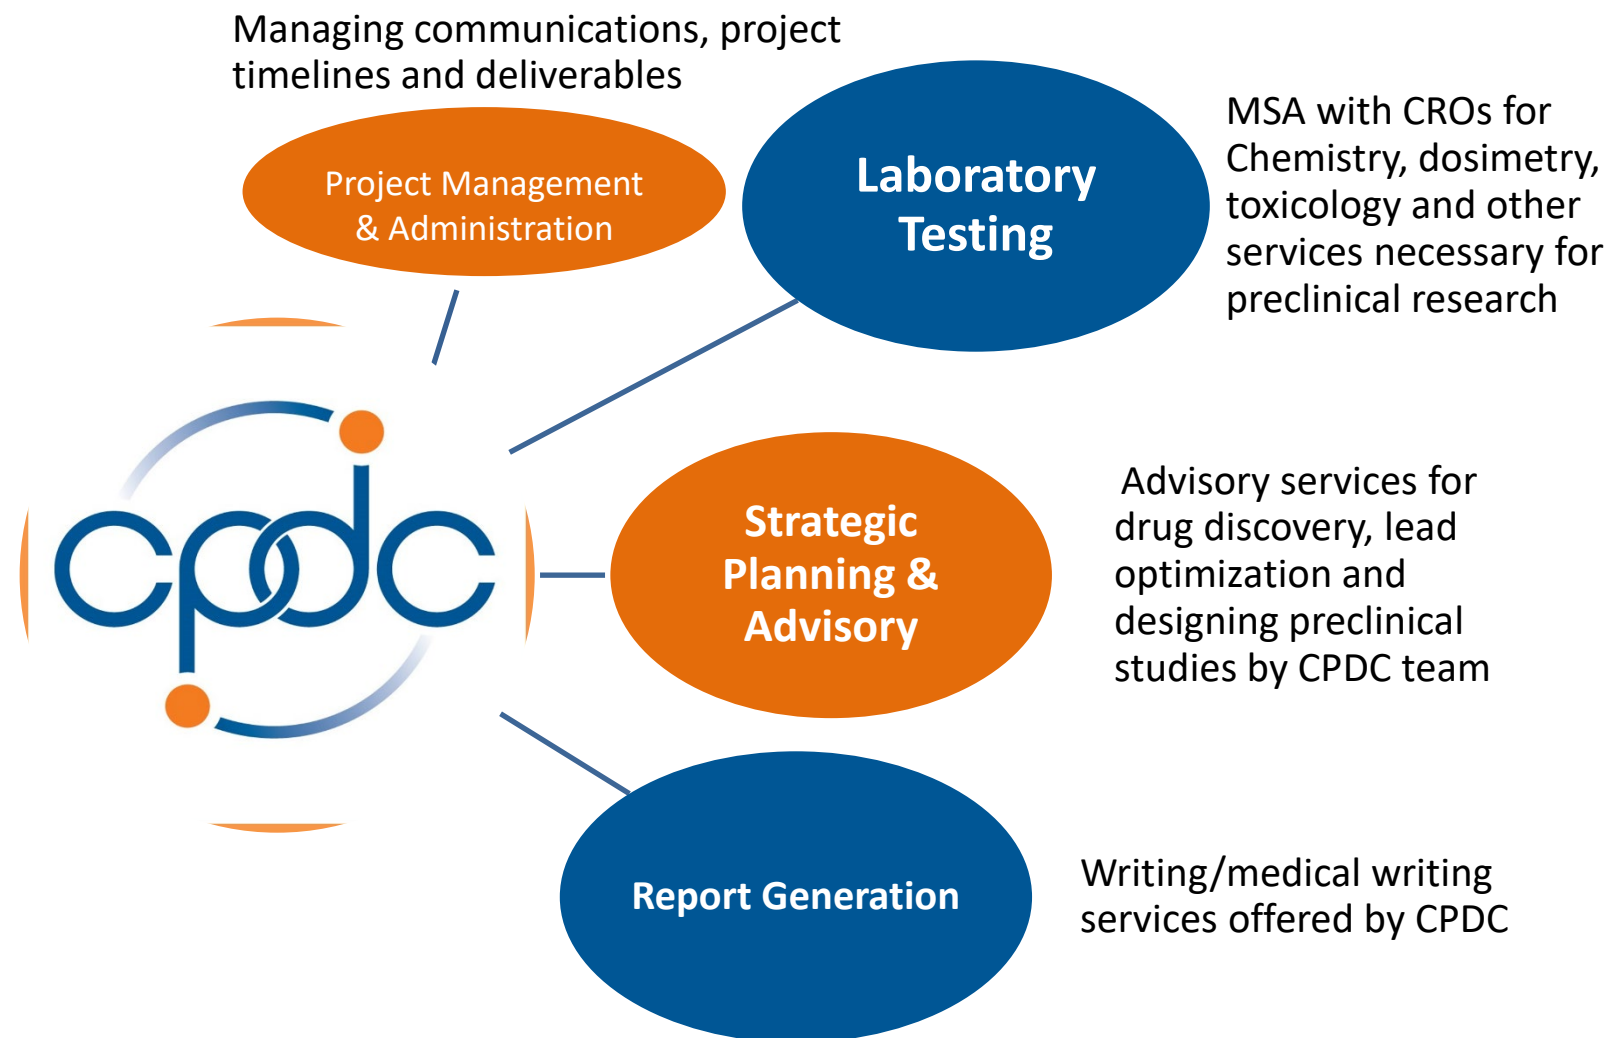 Managing communications, project
timelines and deliverables
Project Management
& Administration
Laboratory
Testing
MSA with CROs for
Chemistry, dosimetry,
toxicology and other
services necessary for
preclinical research
cpdc
Strategic
Planning &
Advisory
Advisory services for
drug discovery, lead
optimization and
designing preclinical
studies by CPDC team
Report Generation
Writing/medical writing
services offered by CPDC